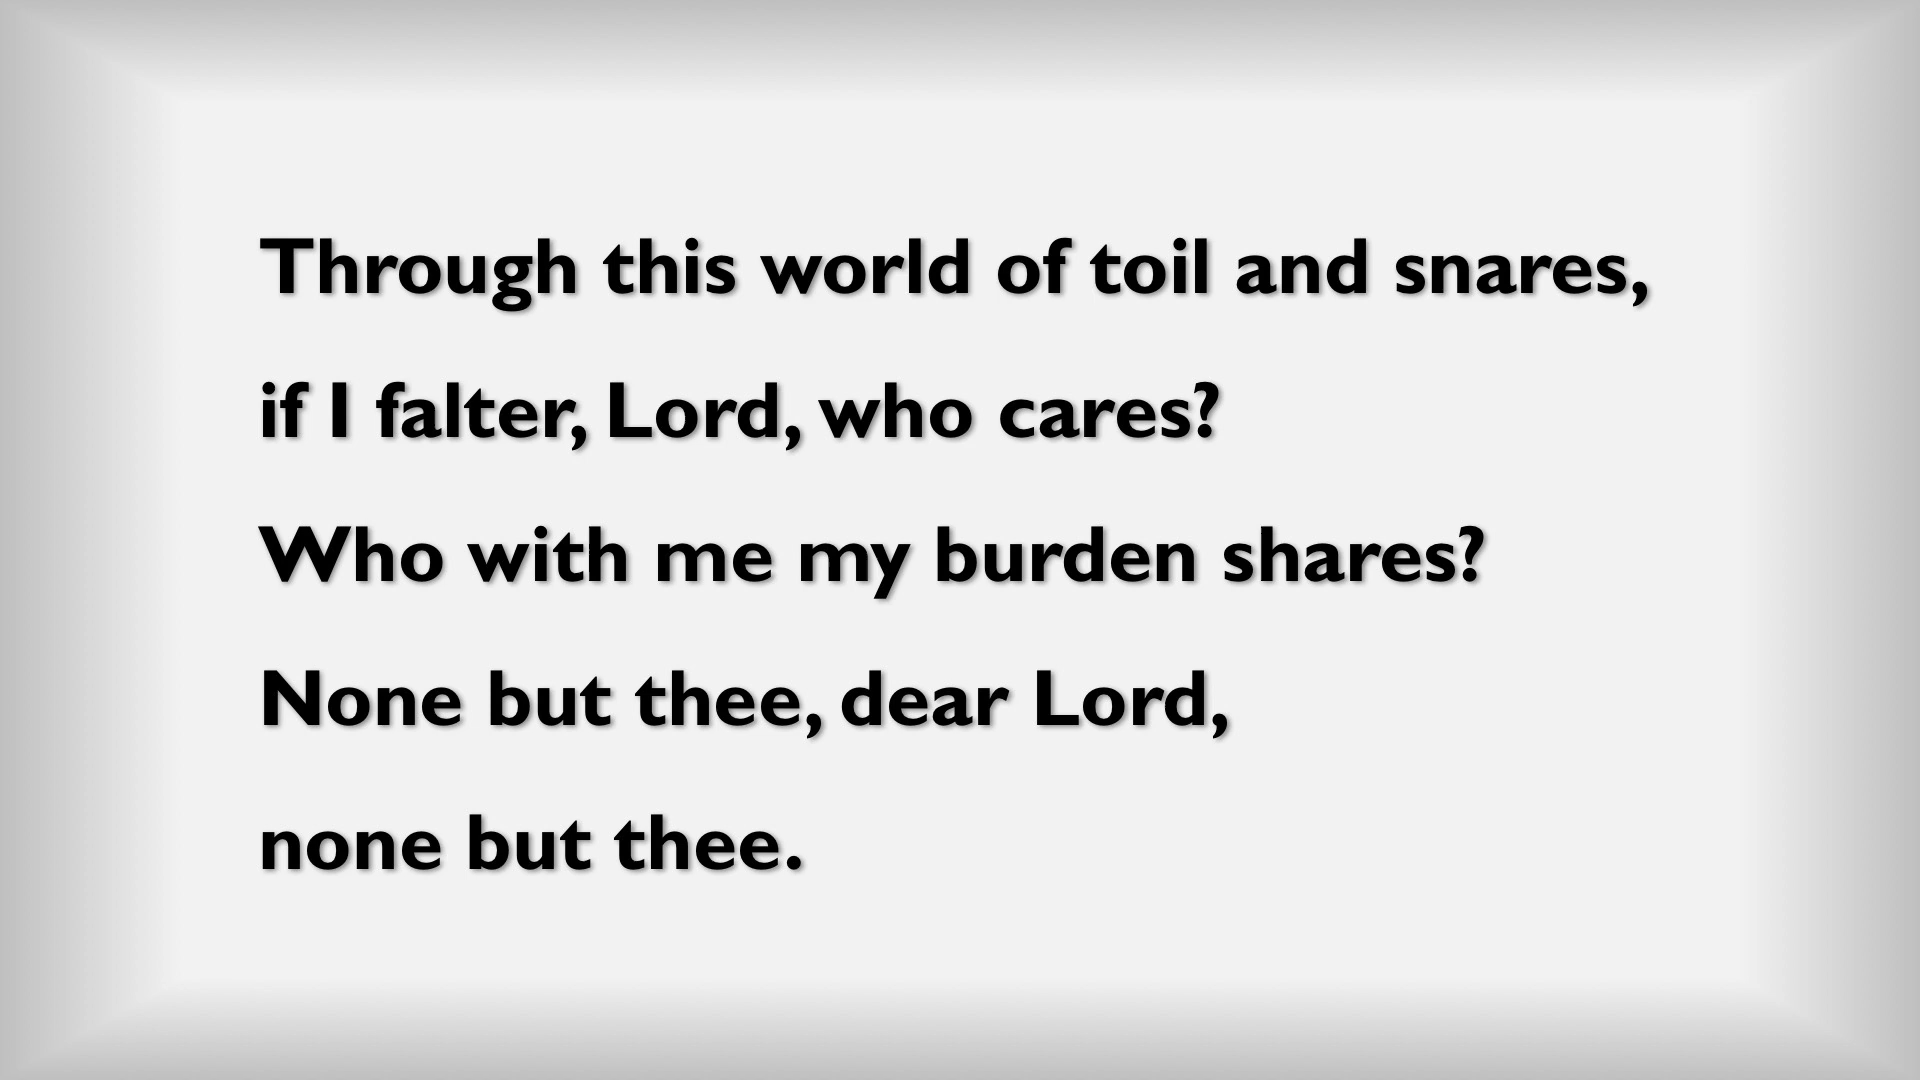 Through this world of toil and snares,
if I falter, Lord, who cares?
Who with me my burden shares?
None but thee, dear Lord,
none but thee.